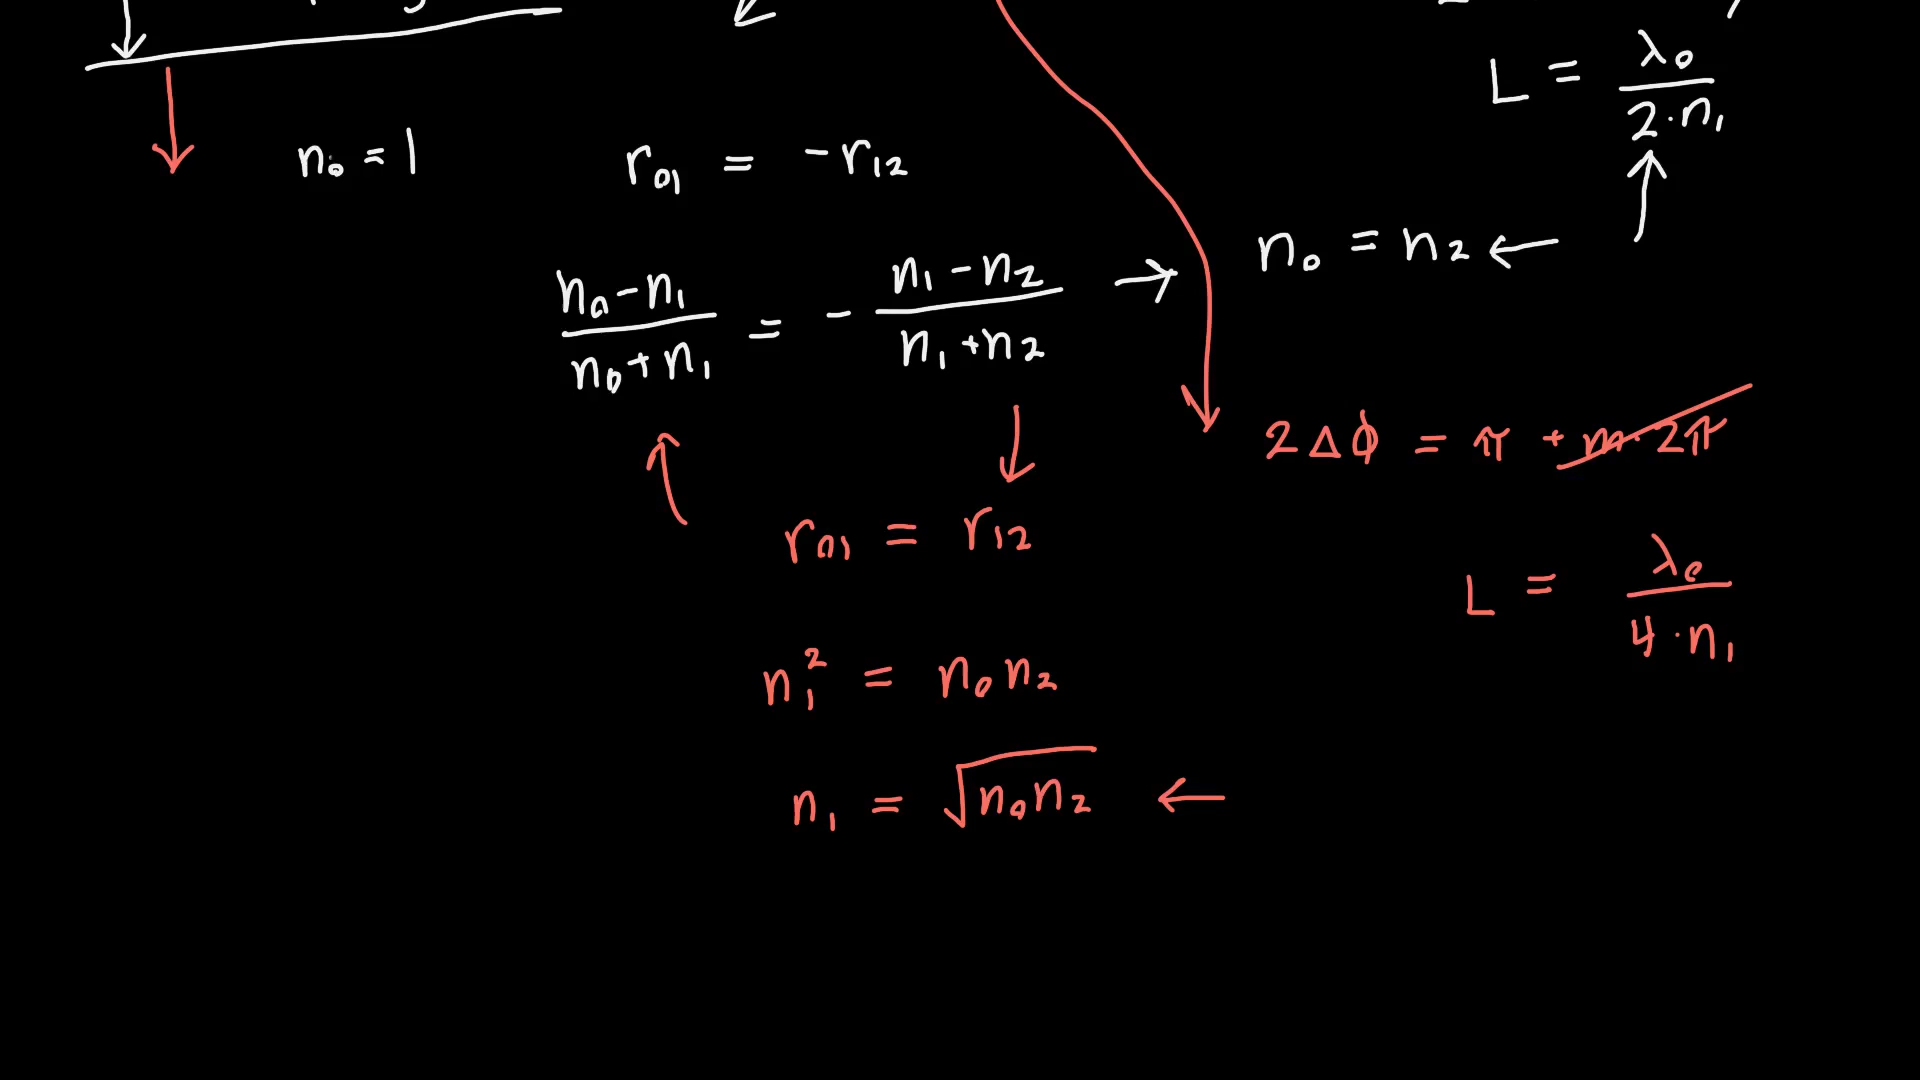 L = λ₀ / 2·n₁
n₀ = 1
r₀₁ = -r₁₂
n₀ = n₂ ←
(n₀-n₁) / (n₀+n₁) = - (n₁-n₂) / (n₁+n₂) →
2Δϕ = π + m·2π
r₀₁ = r₁₂
L = λ₀ / 4·n₁
n₁² = n₀n₂
n₁ = √n₀n₂ ←